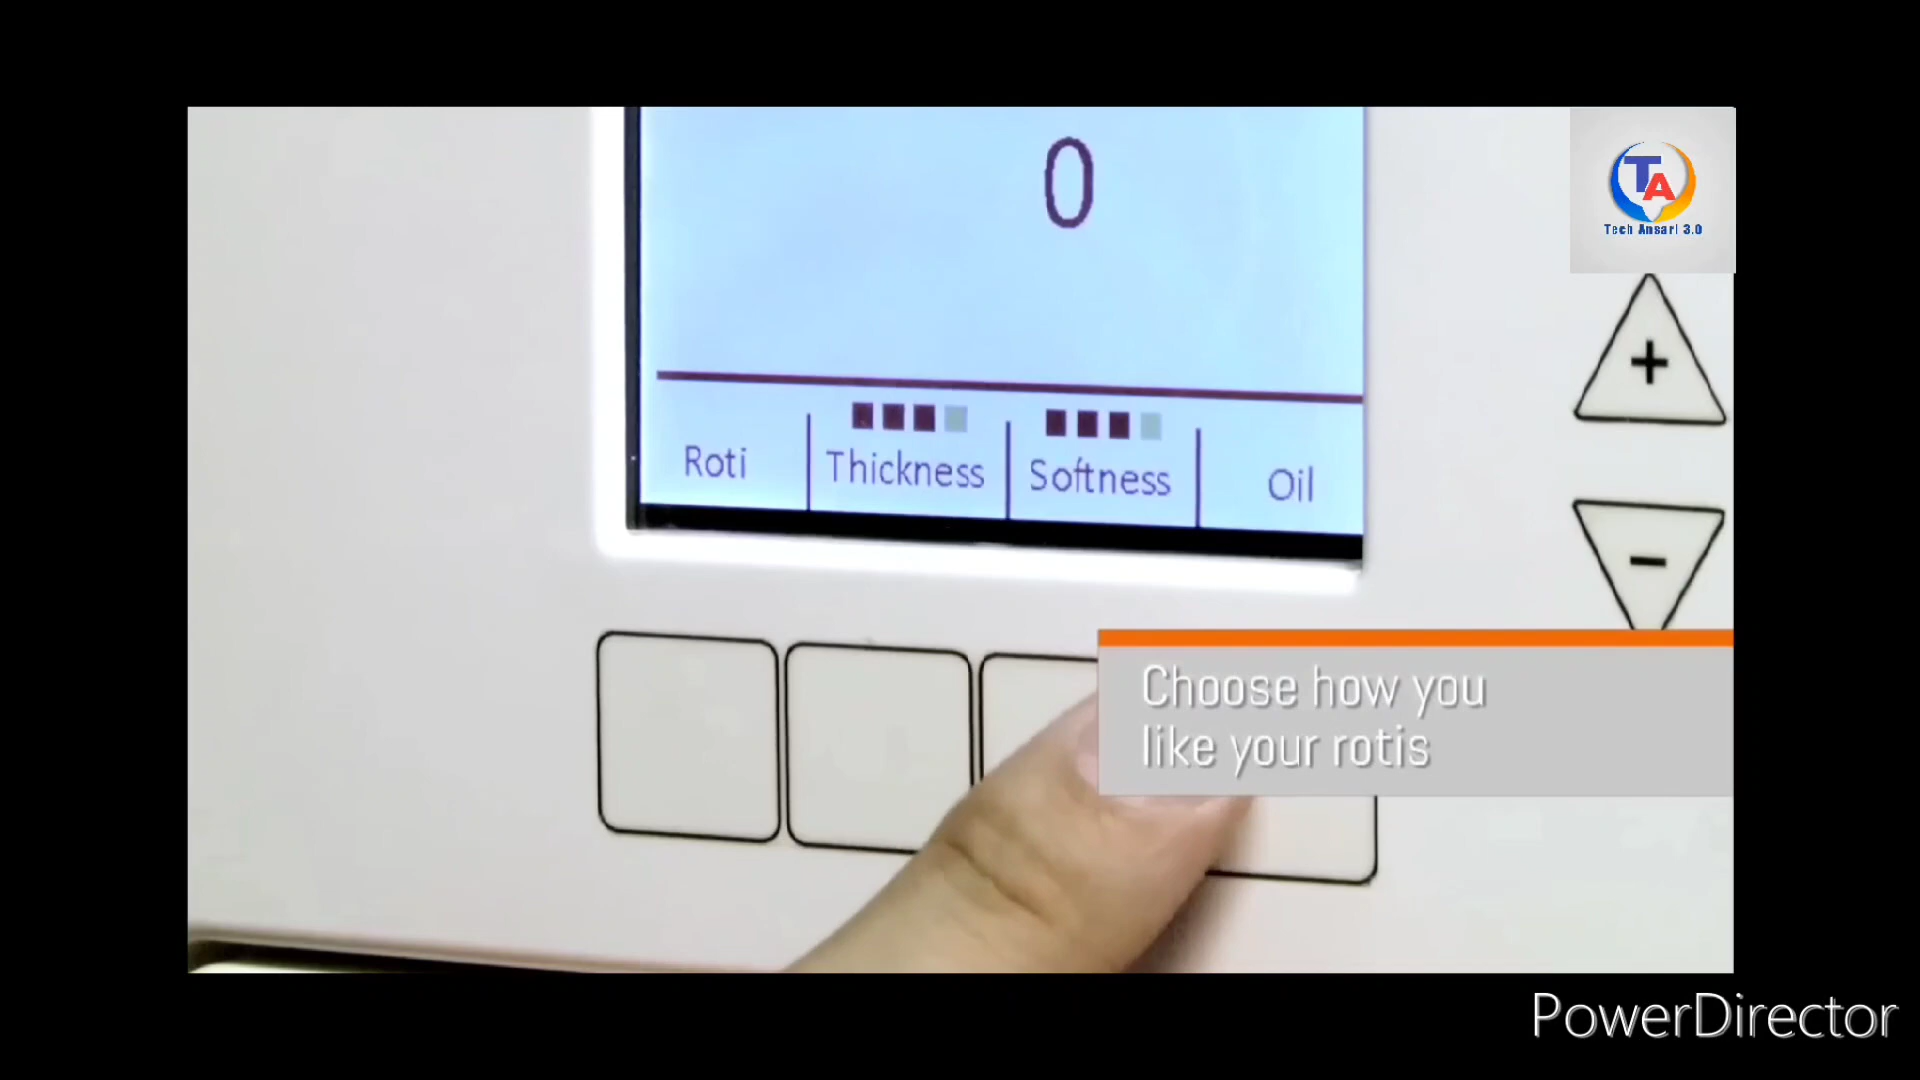 0
TA
Tech Ansari 3.0
+
Roti
Thickness
Softness
Oil
-
Choose how you
like your rotis
PowerDirector